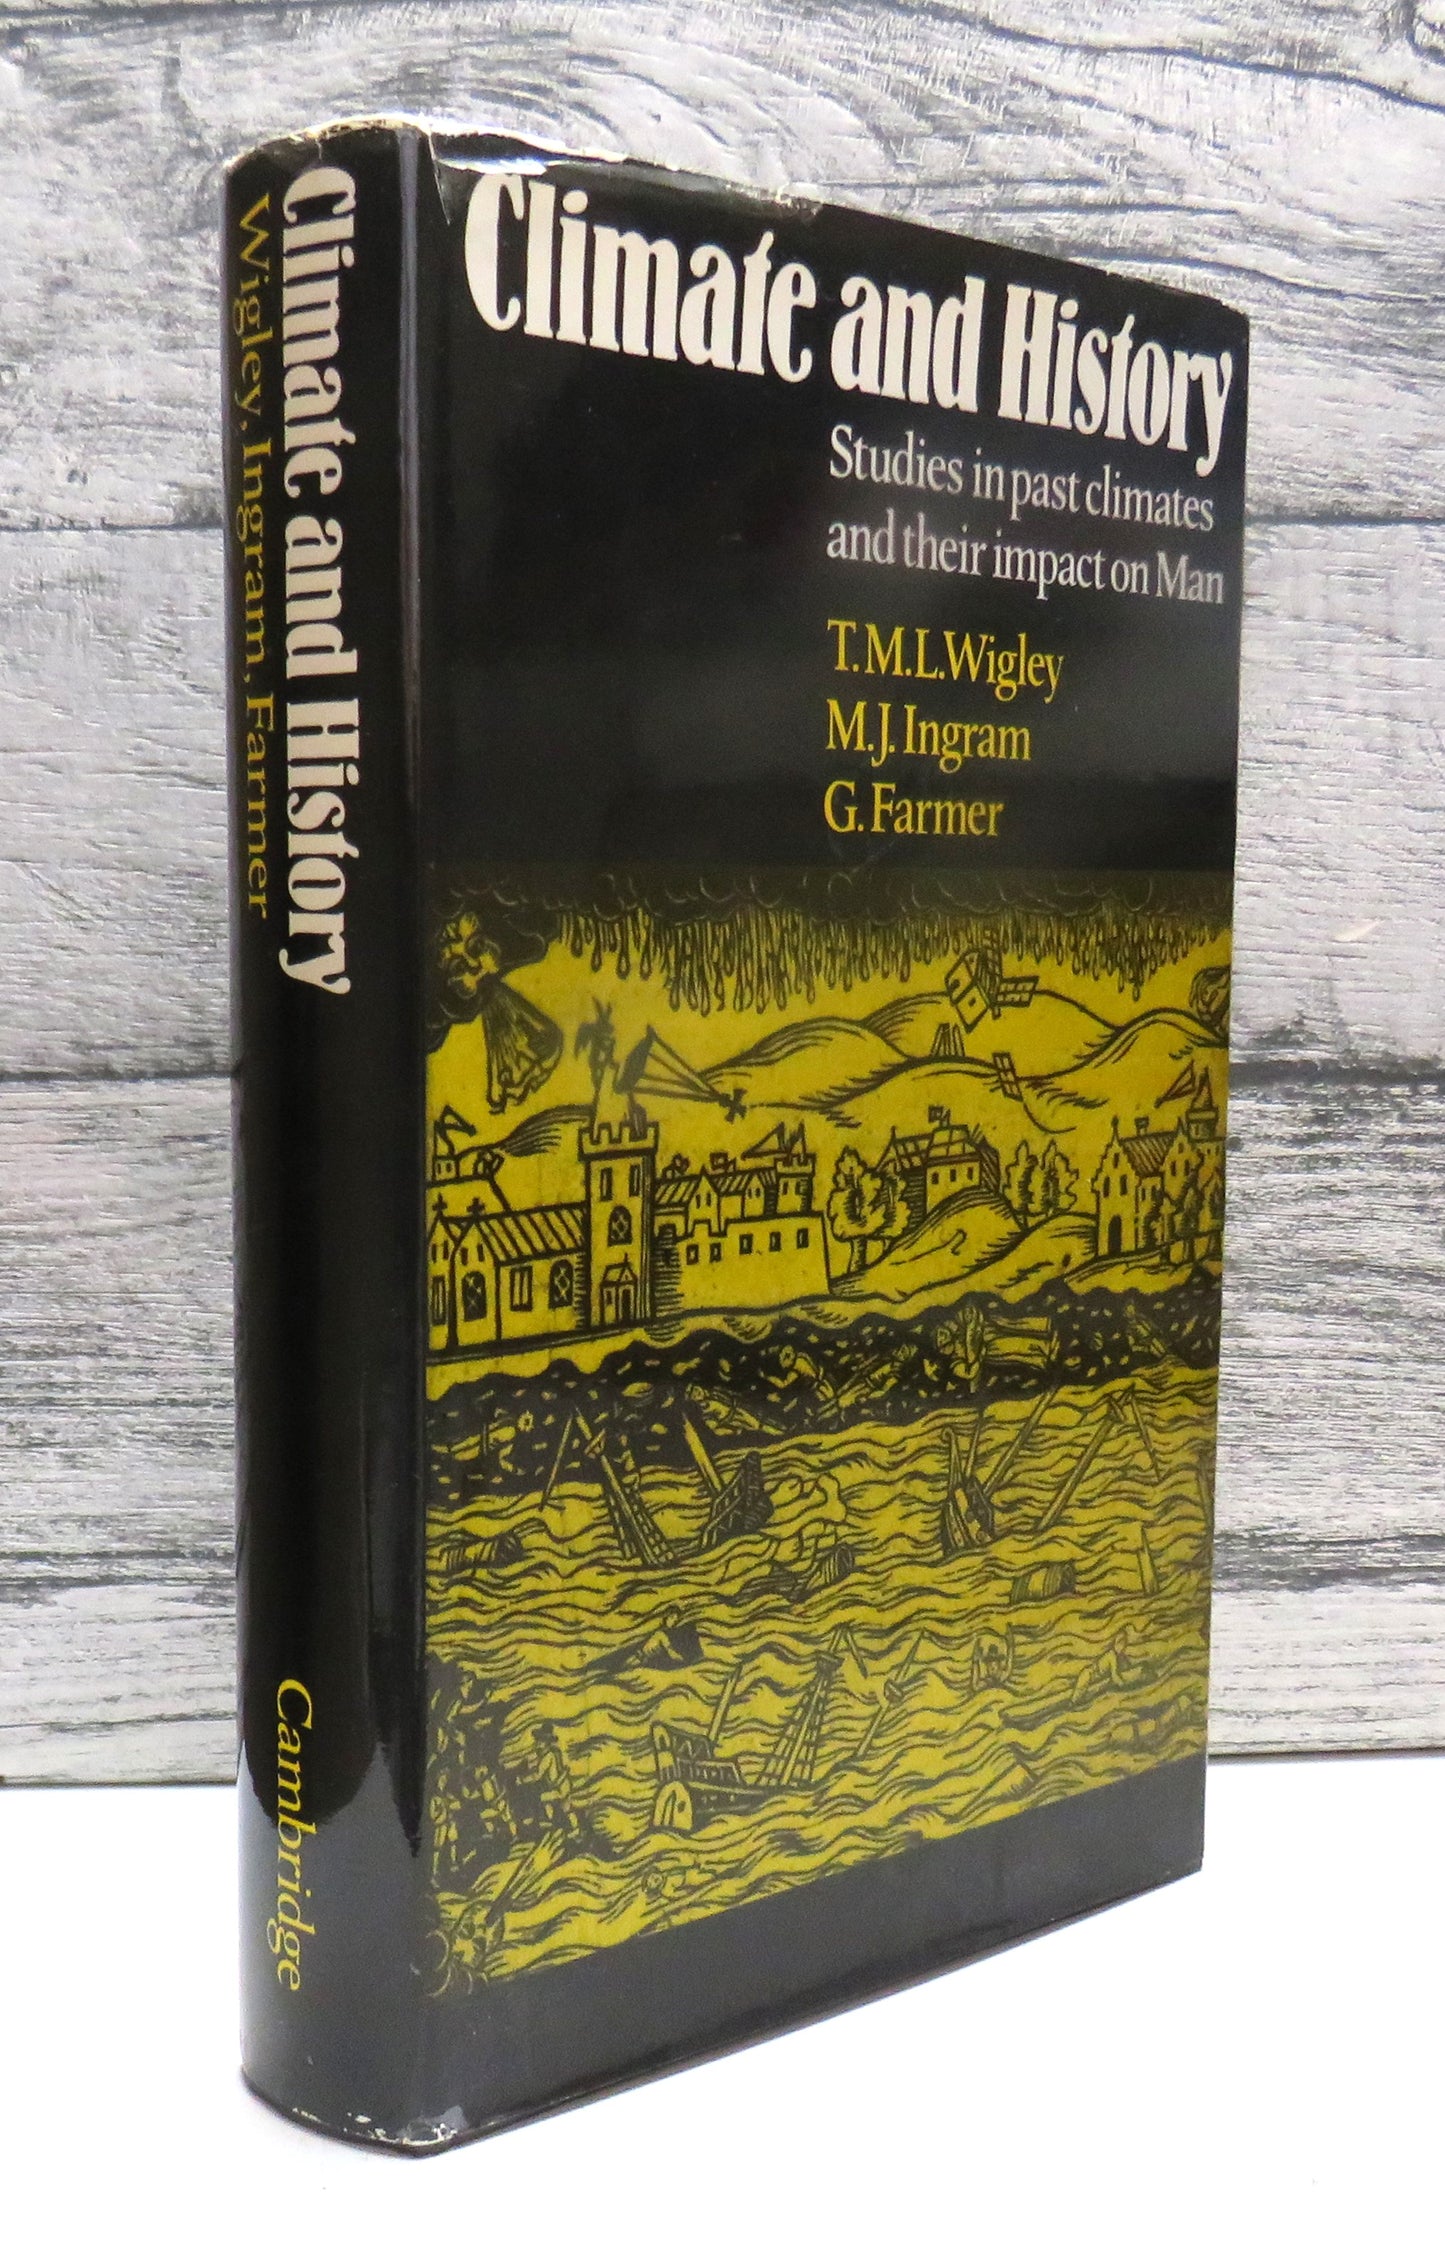 Climate and History
Wigley, Ingram, Farmer
Cambridge
Climate and History
Studies in past climates
and their impact on Man
T.M.L.Wigley
M.J.Ingram
G.Farmer